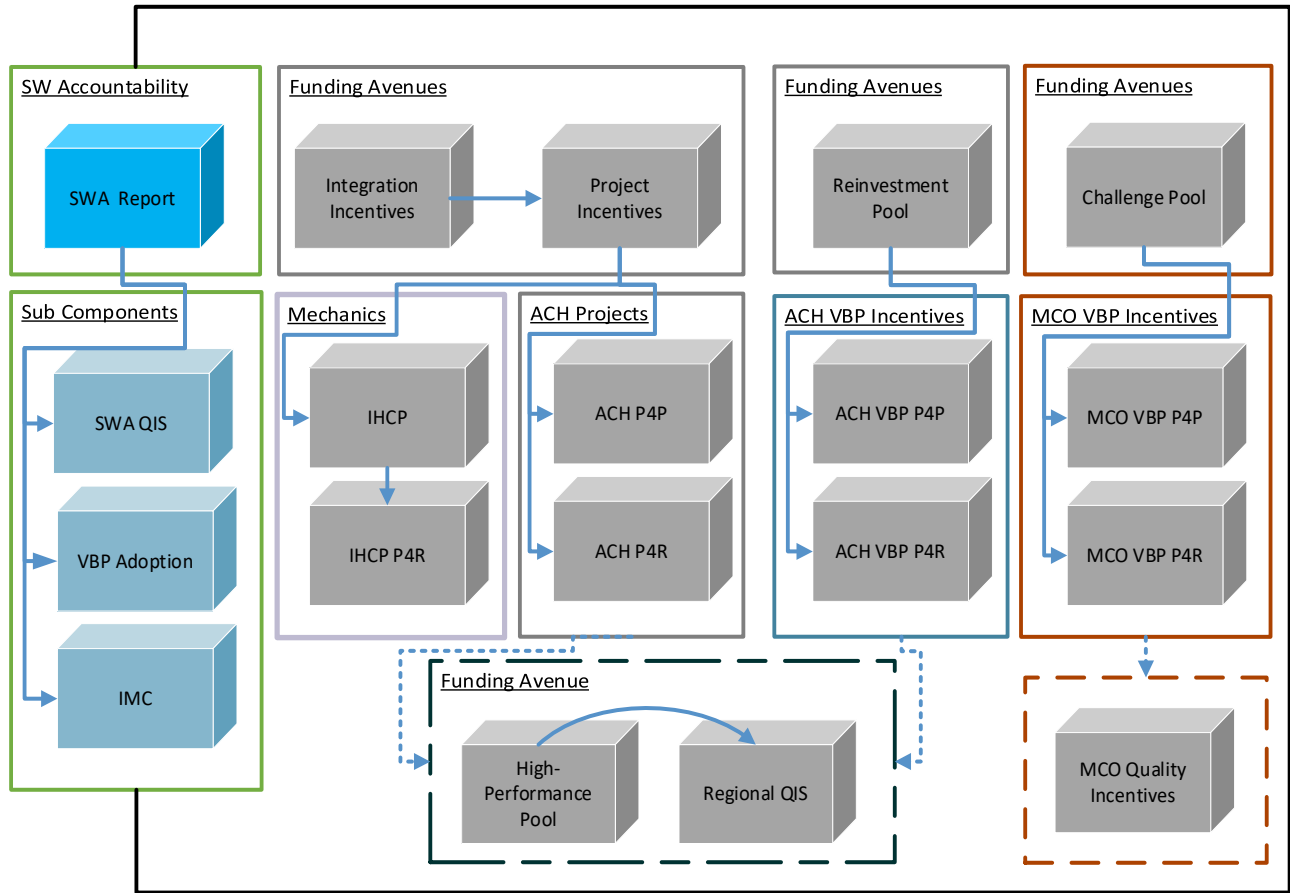 SW Accountability
SWA  Report
Funding Avenues
Integration
Incentives
Project
Incentives
Funding Avenues
Reinvestment
Pool
Funding Avenues
Challenge Pool
Sub Components
SWA QIS
VBP Adoption
IMC
Mechanics
IHCP
IHCP P4R
ACH Projects
ACH P4P
ACH P4R
ACH VBP Incentives
ACH VBP P4P
ACH VBP P4R
MCO VBP Incentives
MCO VBP P4P
MCO VBP P4R
Funding Avenue
High-
Performance
Pool
Regional QIS
MCO Quality
Incentives